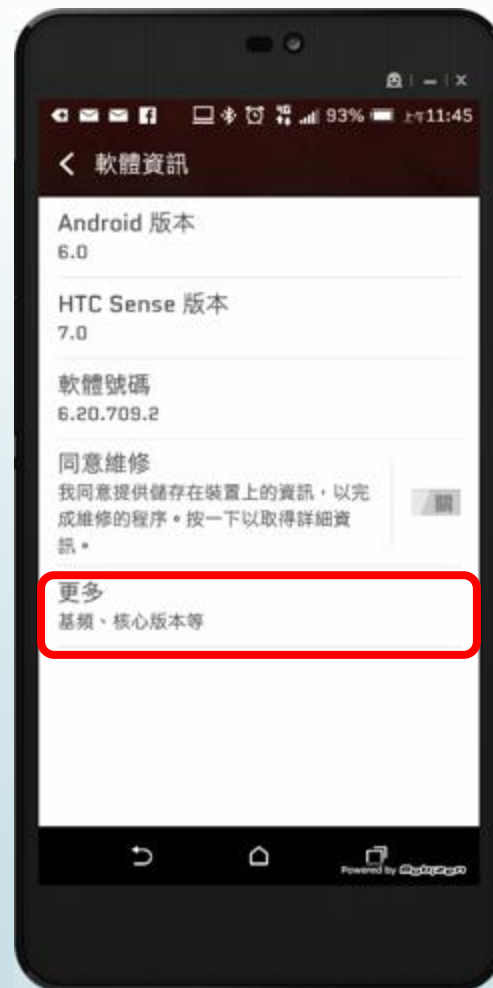 93% 上午11:45
軟體資訊
Android 版本
6.0
HTC Sense 版本
7.0
軟體號碼
6.20.709.2
同意維修
我同意提供儲存在裝置上的資訊，以完
成維修的程序。按一下以取得詳細資
訊。
關
更多
基頻、核心版本等
Powered by Mobizen